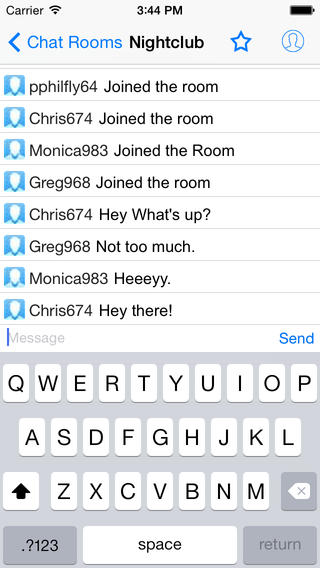 Carrier 3:44 PM
Chat Rooms Nightclub
pphilfly64 Joined the room
Chris674 Joined the room
Monica983 Joined the Room
Greg968 Joined the room
Chris674 Hey What's up?
Greg968 Not too much.
Monica983 Heeeyy.
Chris674 Hey there!
Message Send
Q W E R T Y U I O P
A S D F G H J K L
Z X C V B N M
.?123 space return